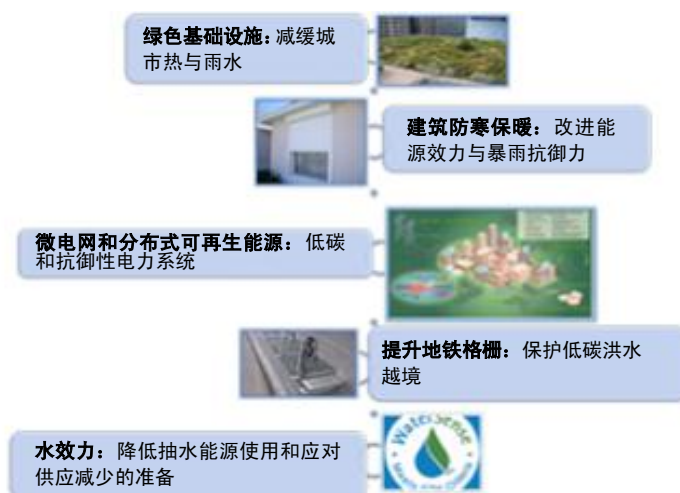 绿色基础设施：减缓城
市热与雨水
建筑防寒保暖：改进能
源效力与暴雨抗御力
微电网和分布式可再生能源：低碳
和抗御性电力系统
提升地铁格栅：保护低碳洪水
越境
WaterSense
水效力：降低抽水能源使用和应对
供应减少的准备